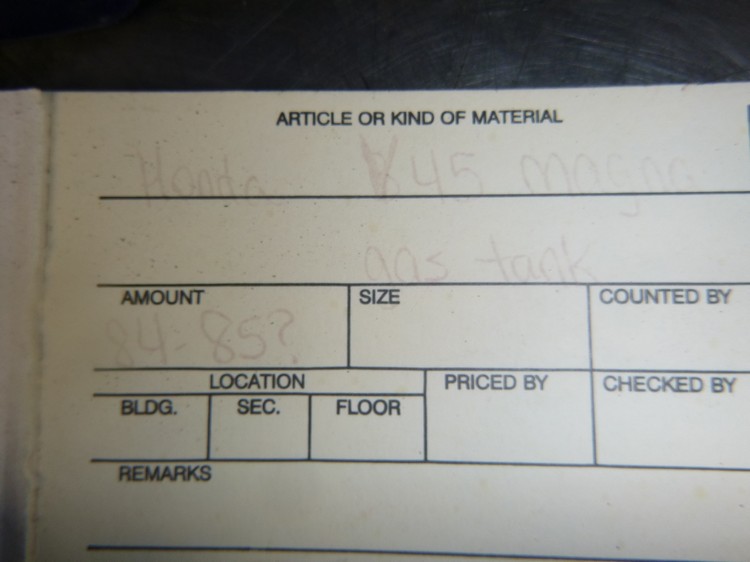 ARTICLE OR KIND OF MATERIAL
Honda V45 magna
gas tank
AMOUNT SIZE COUNTED BY
84-85?
LOCATION PRICED BY CHECKED BY
BLDG. SEC. FLOOR
REMARKS